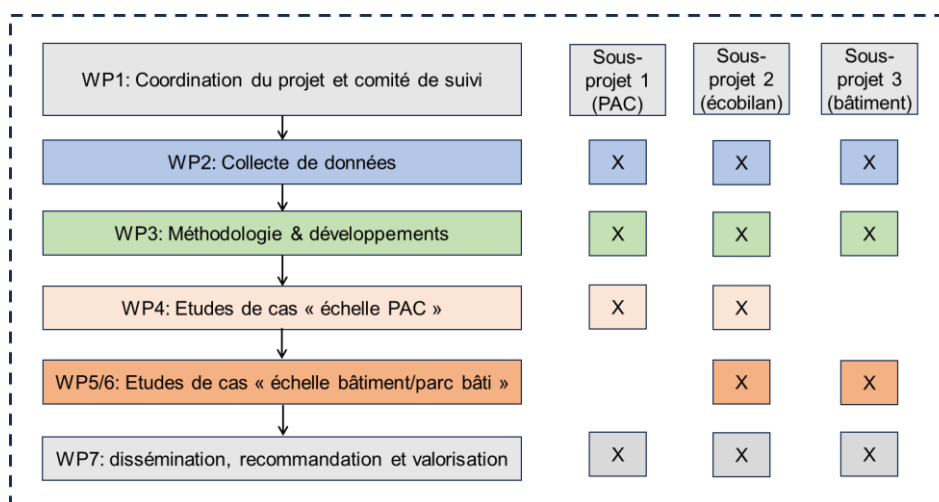 WP1: Coordination du projet et comité de suivi
Sous-
projet 1
(PAC)
Sous-
projet 2
(écobilan)
Sous-
projet 3
(bâtiment)
WP2: Collecte de données
X X X
WP3: Méthodologie & développements
X X X
WP4: Etudes de cas « échelle PAC »
X X
WP5/6: Etudes de cas « échelle bâtiment/parc bâti »
X X
WP7: dissémination, recommandation et valorisation
X X X